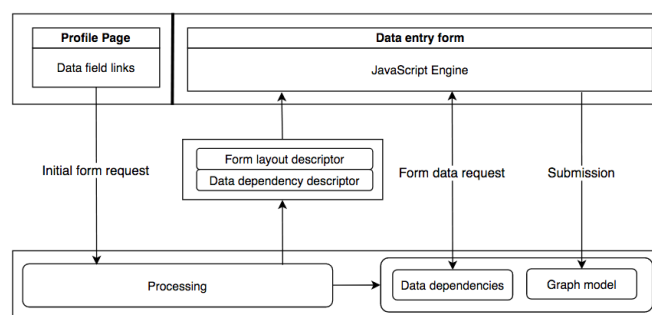 Profile Page
Data field links
Data entry form
JavaScript Engine
Initial form request
Form layout descriptor
Data dependency descriptor
Form data request
Submission
Processing
Data dependencies
Graph model